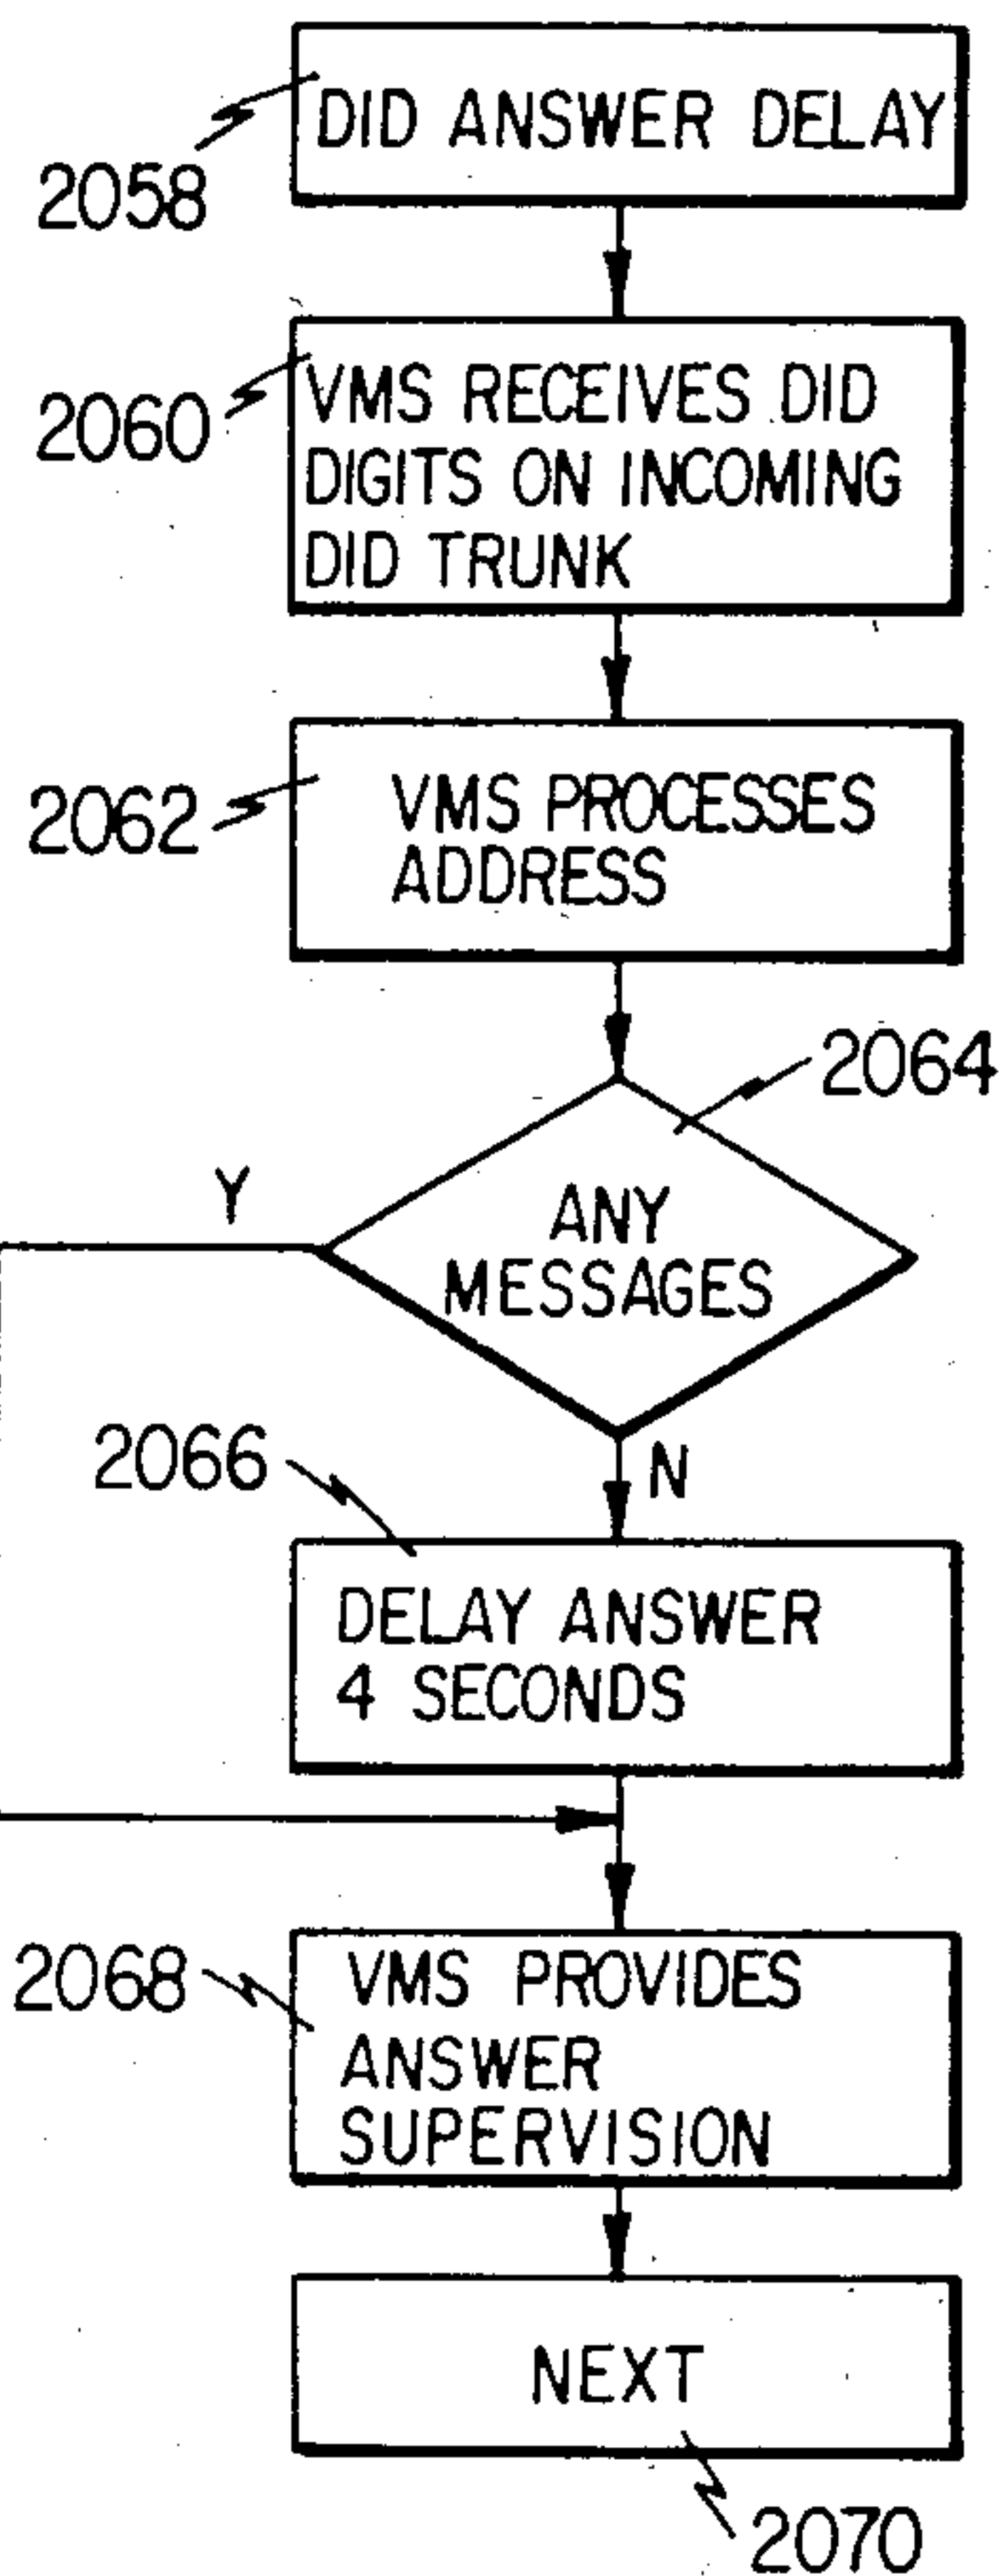 DID ANSWER DELAY
2058
VMS RECEIVES DID
DIGITS ON INCOMING
DID TRUNK
2060
VMS PROCESSES
ADDRESS
2062
2064
Y
ANY
MESSAGES
N
2066
DELAY ANSWER
4 SECONDS
2068
VMS PROVIDES
ANSWER
SUPERVISION
NEXT
2070